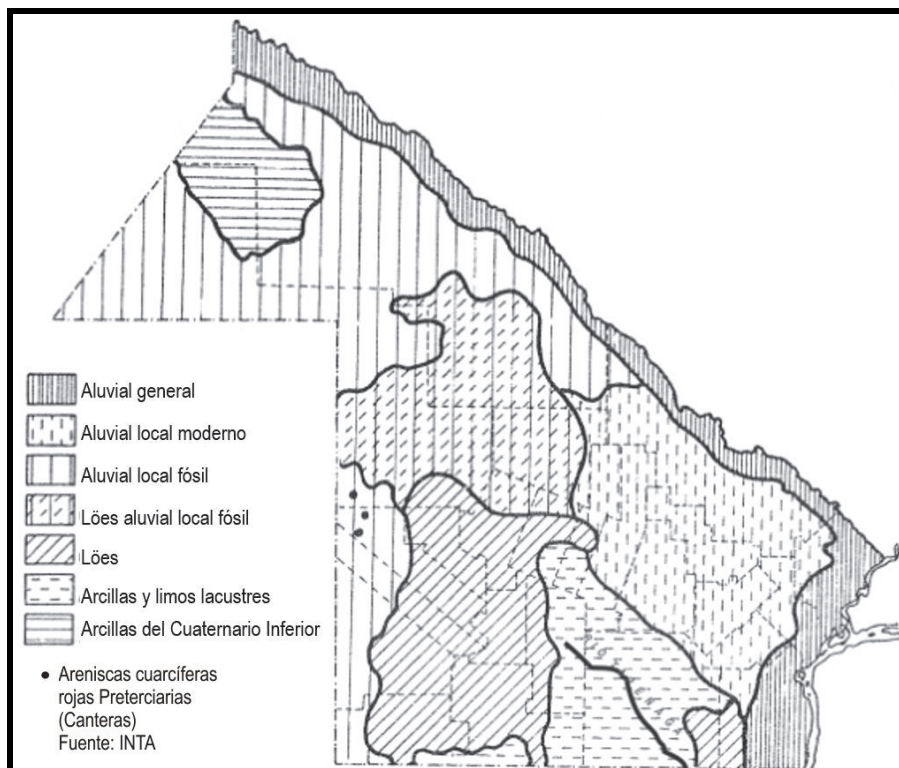 Aluvial general
Aluvial local moderno
Aluvial local fósil
Löes aluvial local fósil
Löes
Arcillas y limos lacustres
Arcillas del Cuaternario Inferior
Areniscas cuarcíferas
rojas Preterciarias
(Canteras)
Fuente: INTA